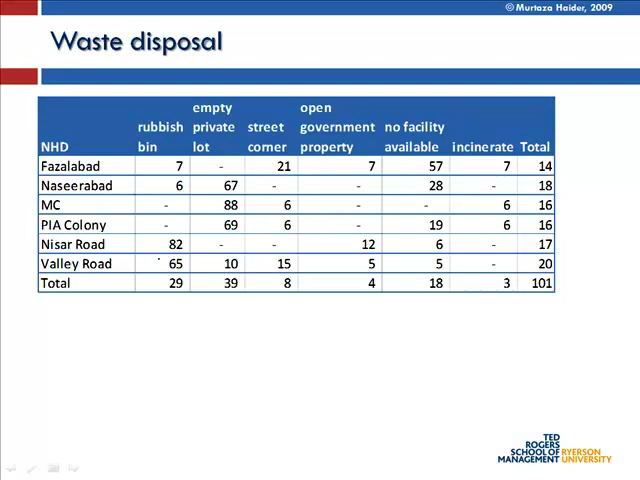 © Murtaza Haider, 2009
Waste disposal
NHD rubbish bin empty private lot street corner open government property no facility available incinerate Total
Fazalabad 7 - 21 7 57 7 14
Naseerabad 6 67 - - 28 - 18
MC - 88 6 - - 6 16
PIA Colony - 69 6 - 19 6 16
Nisar Road 82 - - 12 6 - 17
Valley Road 65 10 15 5 5 - 20
Total 29 39 8 4 18 3 101
TED
ROGERS
SCHOOL OF RYERSON
MANAGEMENT UNIVERSITY